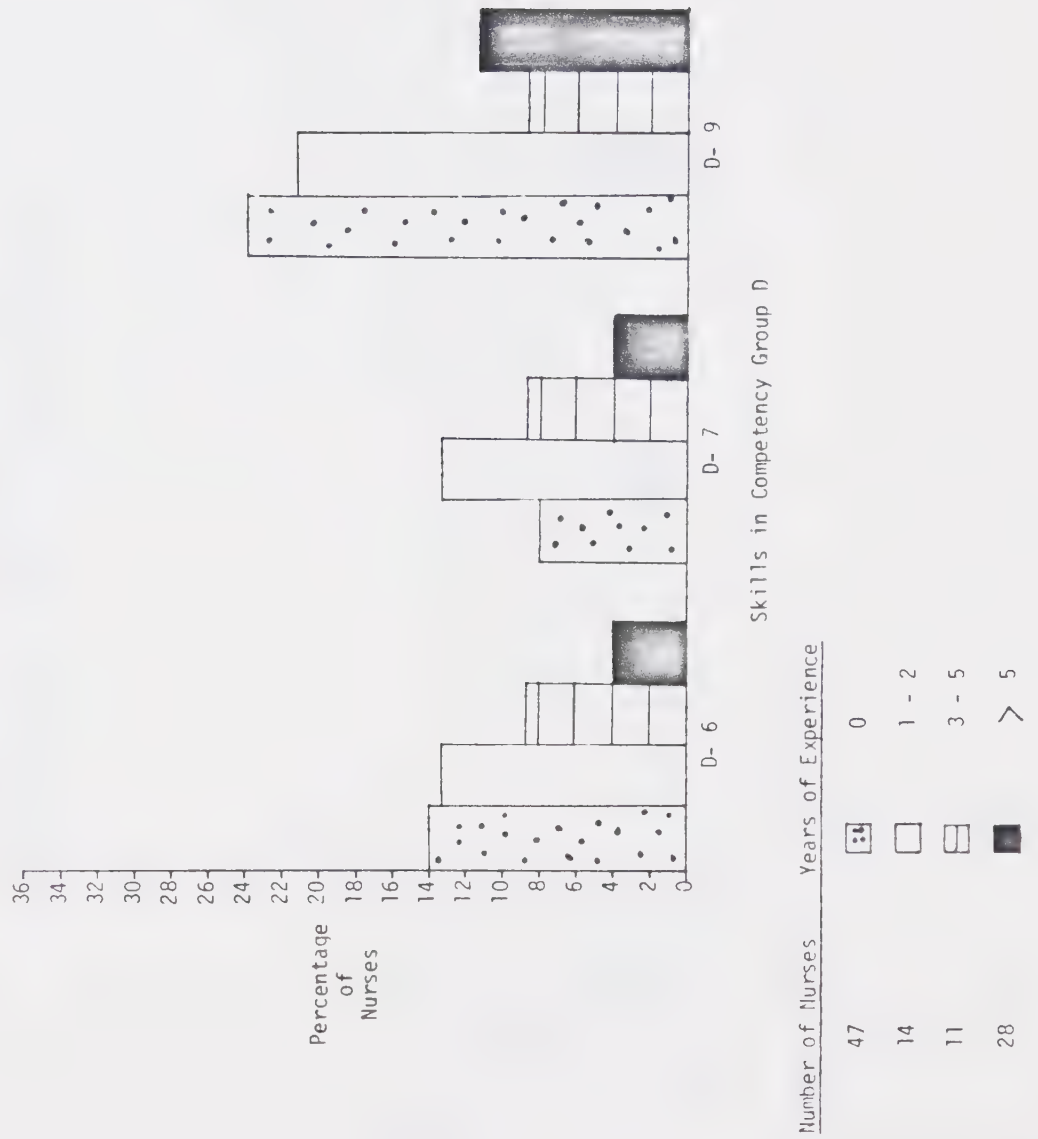 36
34
32
30
28
26
24
22
20
18
16
14
12
10
8
6
4
2
0
Percentage
of
Nurses
D- 6
D- 7
D- 9
Skills in Competency Group D
Number of Nurses Years of Experience
47 0
14 1 - 2
11 3 - 5
28 > 5